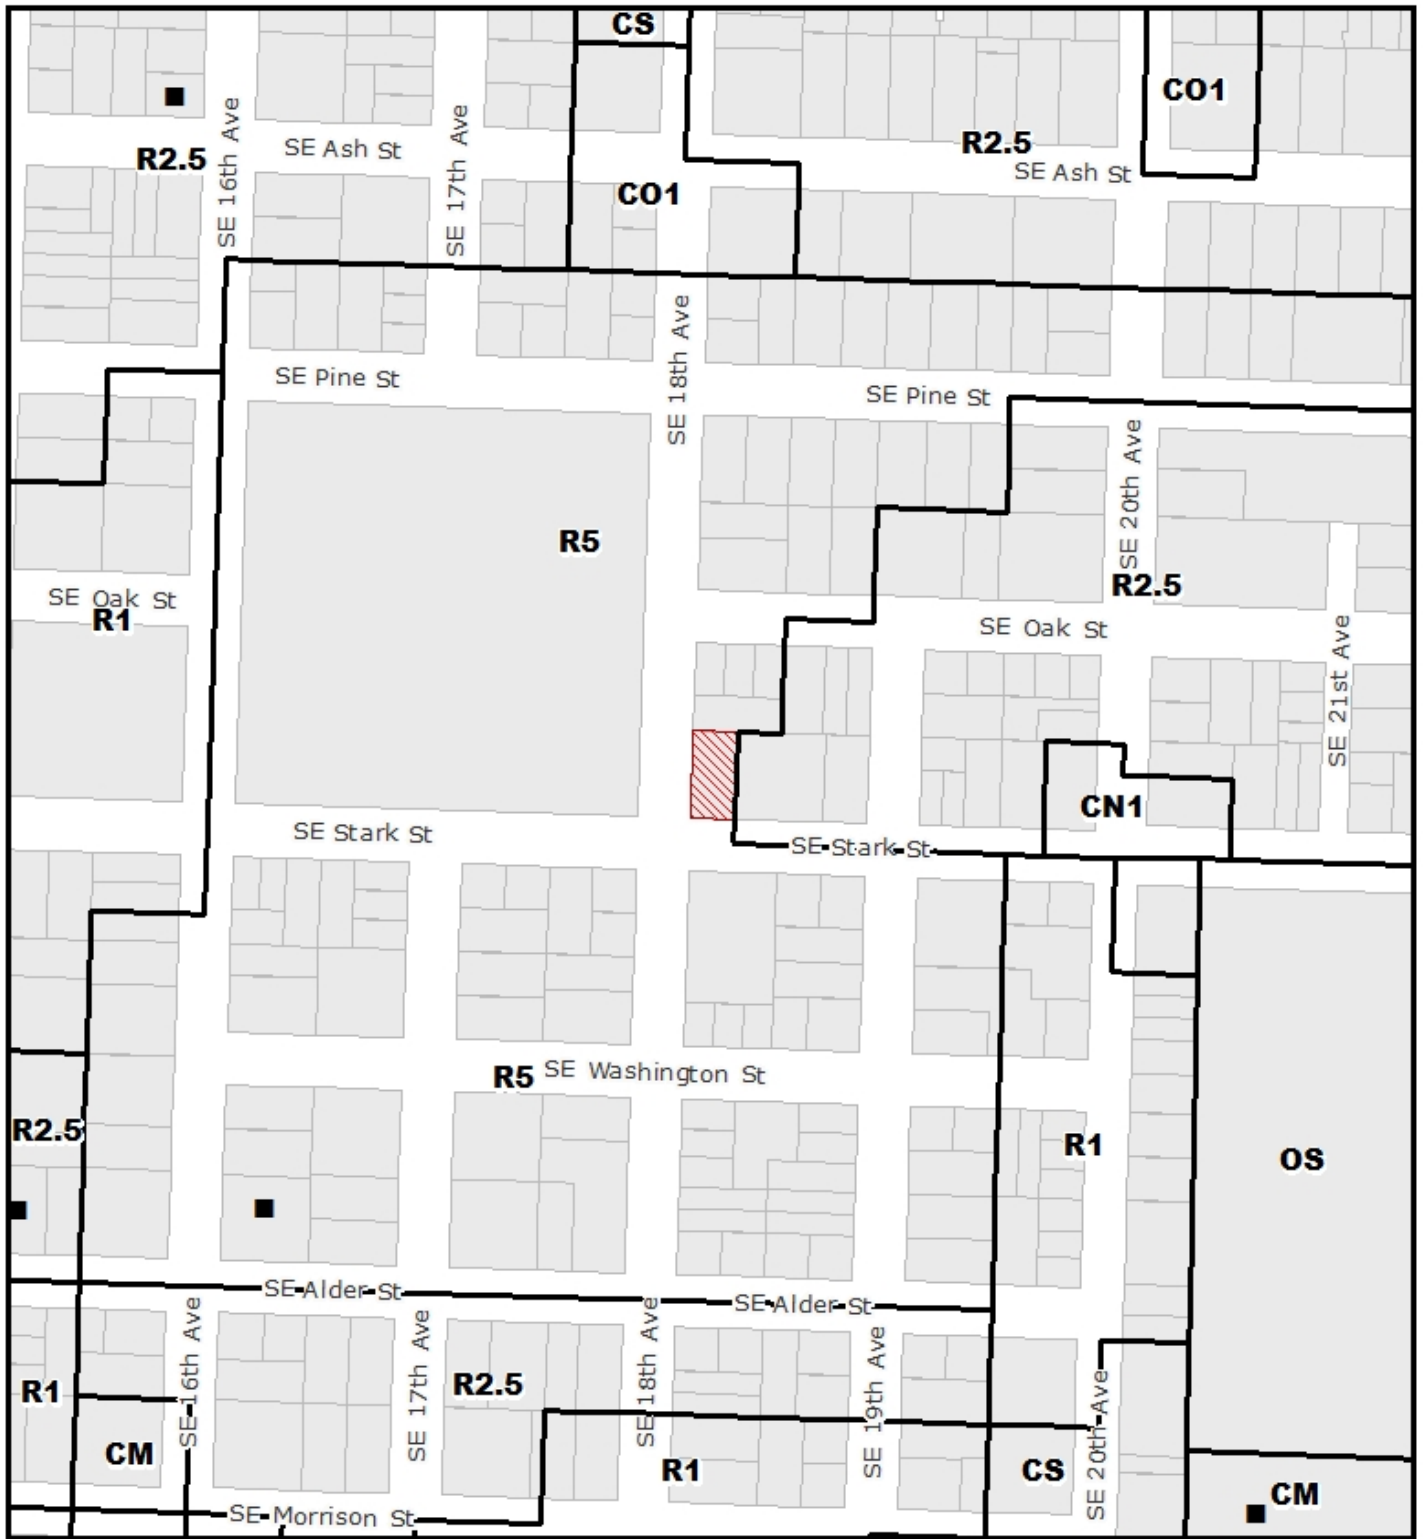 CS
CO1
SE 16th Ave
SE 17th Ave
SE Ash St
R2.5
R2.5
SE Ash St
CO1
SE 18th Ave
SE Pine St
SE Pine St
SE 20th Ave
R5
R2.5
SE Oak St
R1
SE Oak St
SE 21st Ave
CN1
SE Stark St
SE Stark St
R5
SE Washington St
R2.5
R1
OS
SE Alder St
SE Alder St
SE 16th Ave
SE 17th Ave
SE 18th Ave
SE 19th Ave
SE 20th Ave
R1
R2.5
CM
R1
CS
CM
SE Morrison St